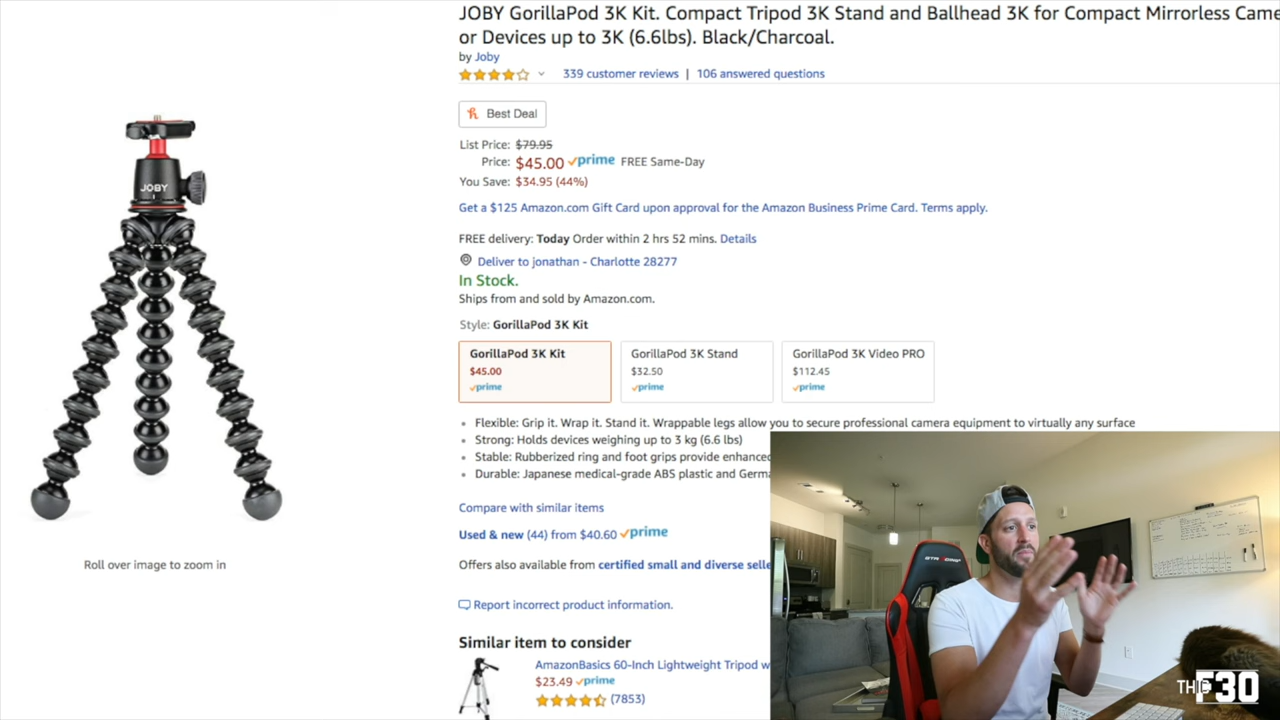 JOBY GorillaPod 3K Kit. Compact Tripod 3K Stand and Ballhead 3K for Compact Mirrorless Came
or Devices up to 3K (6.6lbs). Black/Charcoal.
by Joby
339 customer reviews | 106 answered questions
Best Deal
List Price: $79.95
Price: $45.00 prime FREE Same-Day
You Save: $34.95 (44%)
Get a $125 Amazon.com Gift Card upon approval for the Amazon Business Prime Card. Terms apply.
FREE delivery: Today Order within 2 hrs 52 mins. Details
Deliver to jonathan - Charlotte 28277
In Stock.
Ships from and sold by Amazon.com.
Style: GorillaPod 3K Kit
GorillaPod 3K Kit GorillaPod 3K Stand GorillaPod 3K Video PRO
$45.00 $32.50 $112.45
prime prime prime
Flexible: Grip it. Wrap it. Stand it. Wrappable legs allow you to secure professional camera equipment to virtually any surface
Strong: Holds devices weighing up to 3 kg (6.6 lbs)
Stable: Rubberized ring and foot grips provide enhanced
Durable: Japanese medical-grade ABS plastic and Germa
Compare with similar items
Used & new (44) from $40.60 prime
Offers also available from certified small and diverse selle
Report incorrect product information.
Similar item to consider
AmazonBasics 60-Inch Lightweight Tripod w
$23.49 prime
(7853)
JOBY
Roll over image to zoom in
GTRACING
F30